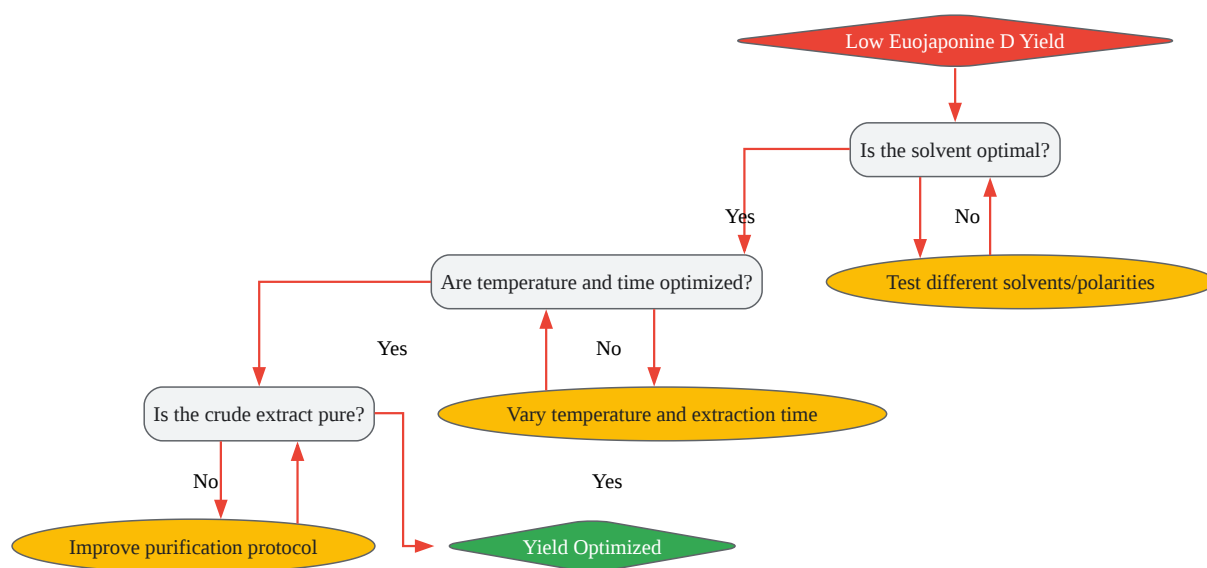 Low Euojaponine D Yield
Is the solvent optimal?
Yes
No
Are temperature and time optimized?
Test different solvents/polarities
Yes
No
Is the crude extract pure?
Vary temperature and extraction time
No
Yes
Improve purification protocol
Yield Optimized